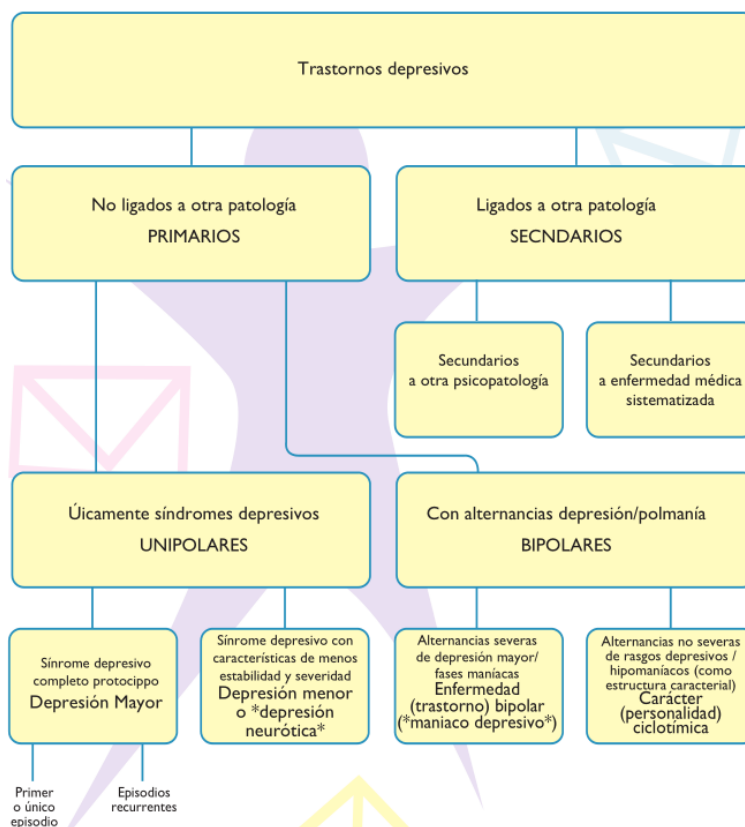 Trastornos depresivos
No ligados a otra patología
PRIMARIOS
Ligados a otra patología
SECNDARIOS
Secundarios
a otra psicopatología
Secundarios
a enfermedad médica
sistematizada
Úicamente síndromes depresivos
UNIPOLARES
Con alternancias depresión/polmanía
BIPOLARES
Sínrome depresivo
completo protocippo
Depresión Mayor
Sínrome depresivo con
características de menos
estabilidad y severidad
Depresión menor
o *depresión
neurótica*
Alternancias severas
de depresión mayor/
fases maníacas
Enfermedad
(trastorno) bipolar
(*maniaco depresivo*)
Alternancias no severas
de rasgos depresivos /
hipomaníacos (como
estructura caracterial)
Carácter
(personalidad)
ciclotímica
Primer
o único
episodio
Episodios
recurrentes